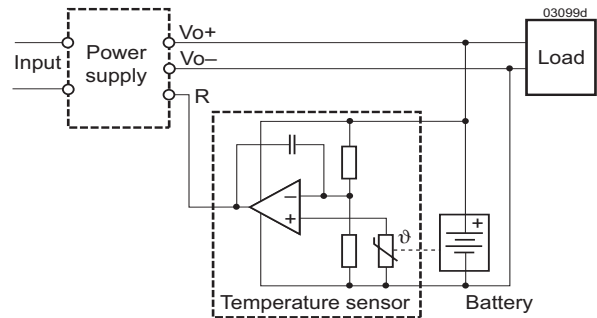 03099d
Vo+
Input
Power
supply
Load
Vo–
R
–
+
ϑ
+
Temperature sensor
Battery